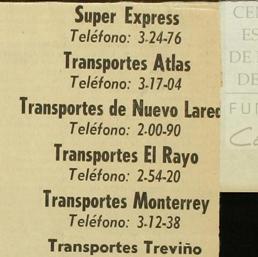 Super Express
Teléfono: 3-24-76
Transportes Atlas
Teléfono: 3-17-04
Transportes de Nuevo
Teléfono: 2-00-90
Transportes El Rayo
Teléfono: 2-54-20
Transportes Monterrey
Teléfono: 3-12-38
Transportes Treviño